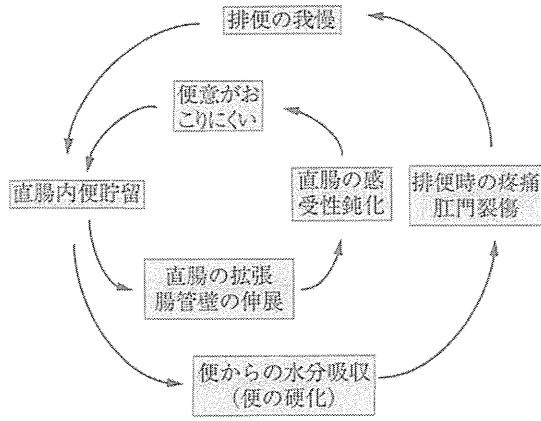 排便の我慢
便意がお
こりにくい
直腸内便貯留
直腸の感
受性鈍化
排便時の疼痛
肛門裂傷
直腸の拡張
腸管壁の伸展
便からの水分吸収
(便の硬化)